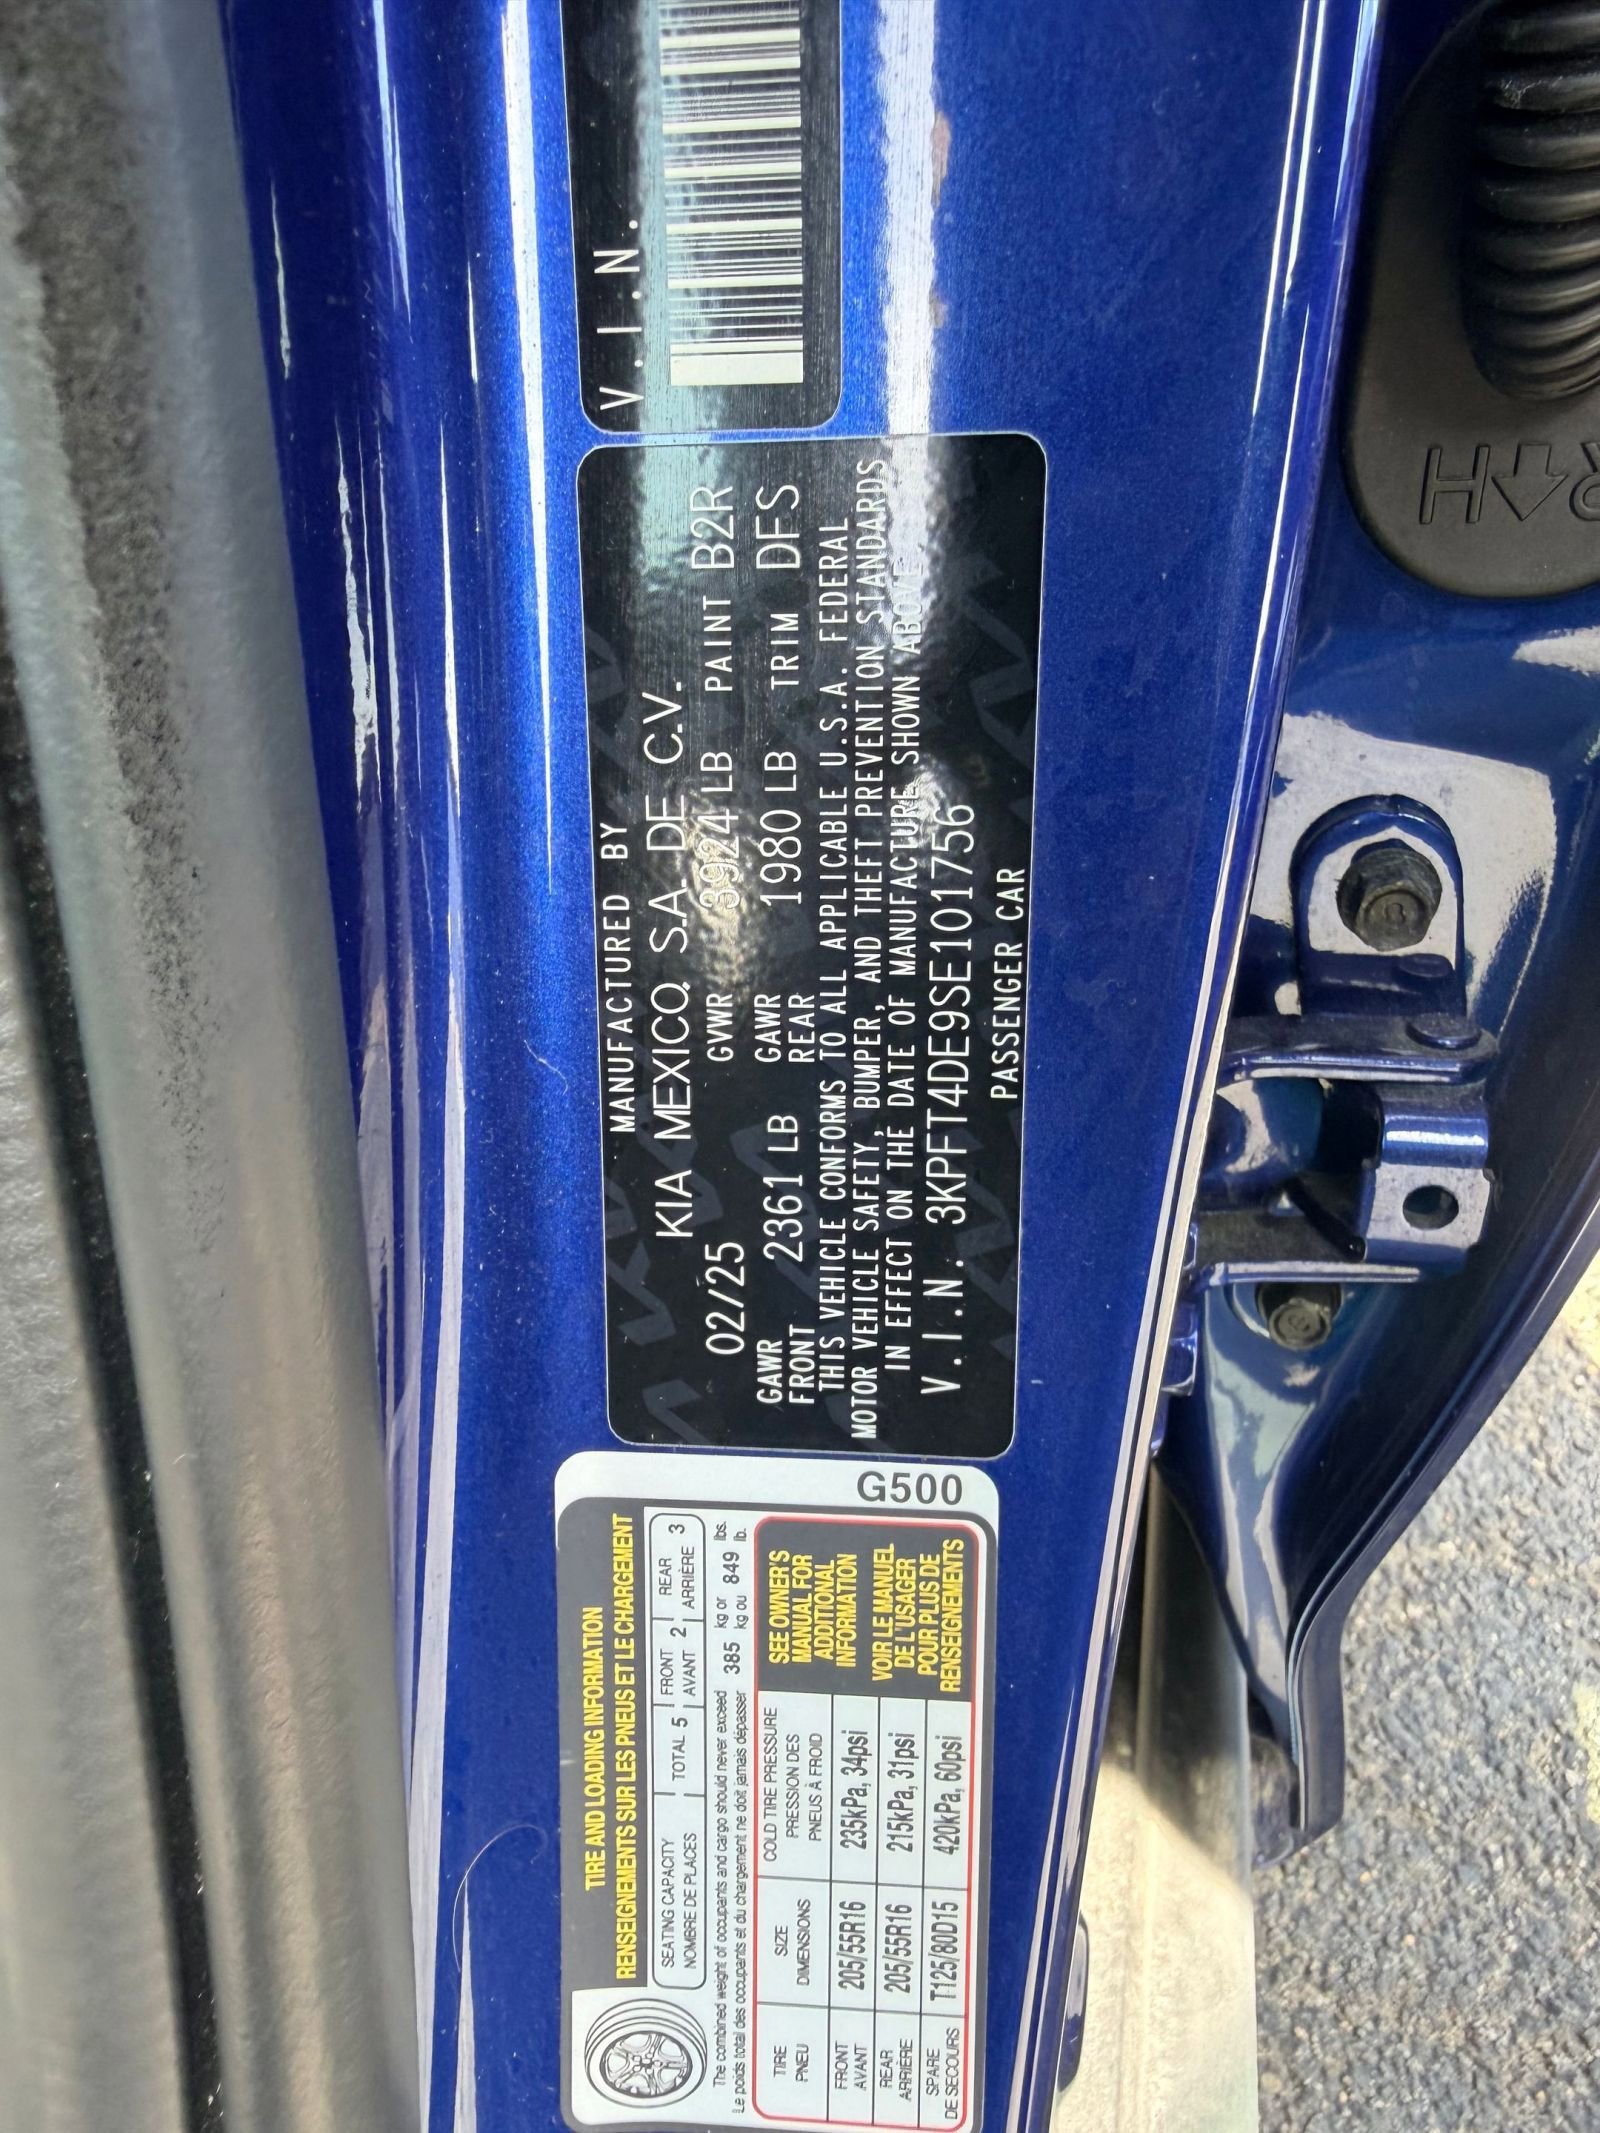 TIRE AND LOADING INFORMATION
RENSEIGNEMENTS SUR LES PNEUS ET LE CHARGEMENT
SEATING CAPACITY TOTAL 5 FRONT 2 REAR 3
NOMBRE DE PLACES AVANT ARRIÈRE
The combined weight of occupants and cargo should never exceed 385 kg or 849 lbs.
Le poids total des occupants et du chargement ne doit jamais dépasser kg ou lb.
TIRE SIZE COLD TIRE PRESSURE
PNEU DIMENSIONS PRESSION DES
PNEUS À FROID
FRONT 205/55R16 235kPa, 34psi
AVANT
REAR 205/55R16 215kPa, 31psi
ARRIÈRE
SPARE T125/80D15 420kPa, 60psi
DE SECOURS
SEE OWNER'S
MANUAL FOR
ADDITIONAL
INFORMATION
VOIR LE MANUEL
DE L'USAGER
POUR PLUS DE
RENSEIGNEMENTS
G500
MANUFACTURED BY
KIA MEXICO, S.A. DE C.V.
02/25 GVWR 3924 LB PAINT B2R
GAWR FRONT 2361 LB GAWR REAR 1980 LB TRIM DFS
THIS VEHICLE CONFORMS TO ALL APPLICABLE U.S.A. FEDERAL
MOTOR VEHICLE SAFETY, BUMPER, AND THEFT PREVENTION STANDARDS
IN EFFECT ON THE DATE OF MANUFACTURE SHOWN ABOVE.
V.I.N. 3KPFT4DE9SE101756
PASSENGER CAR
V.I.N.
RH